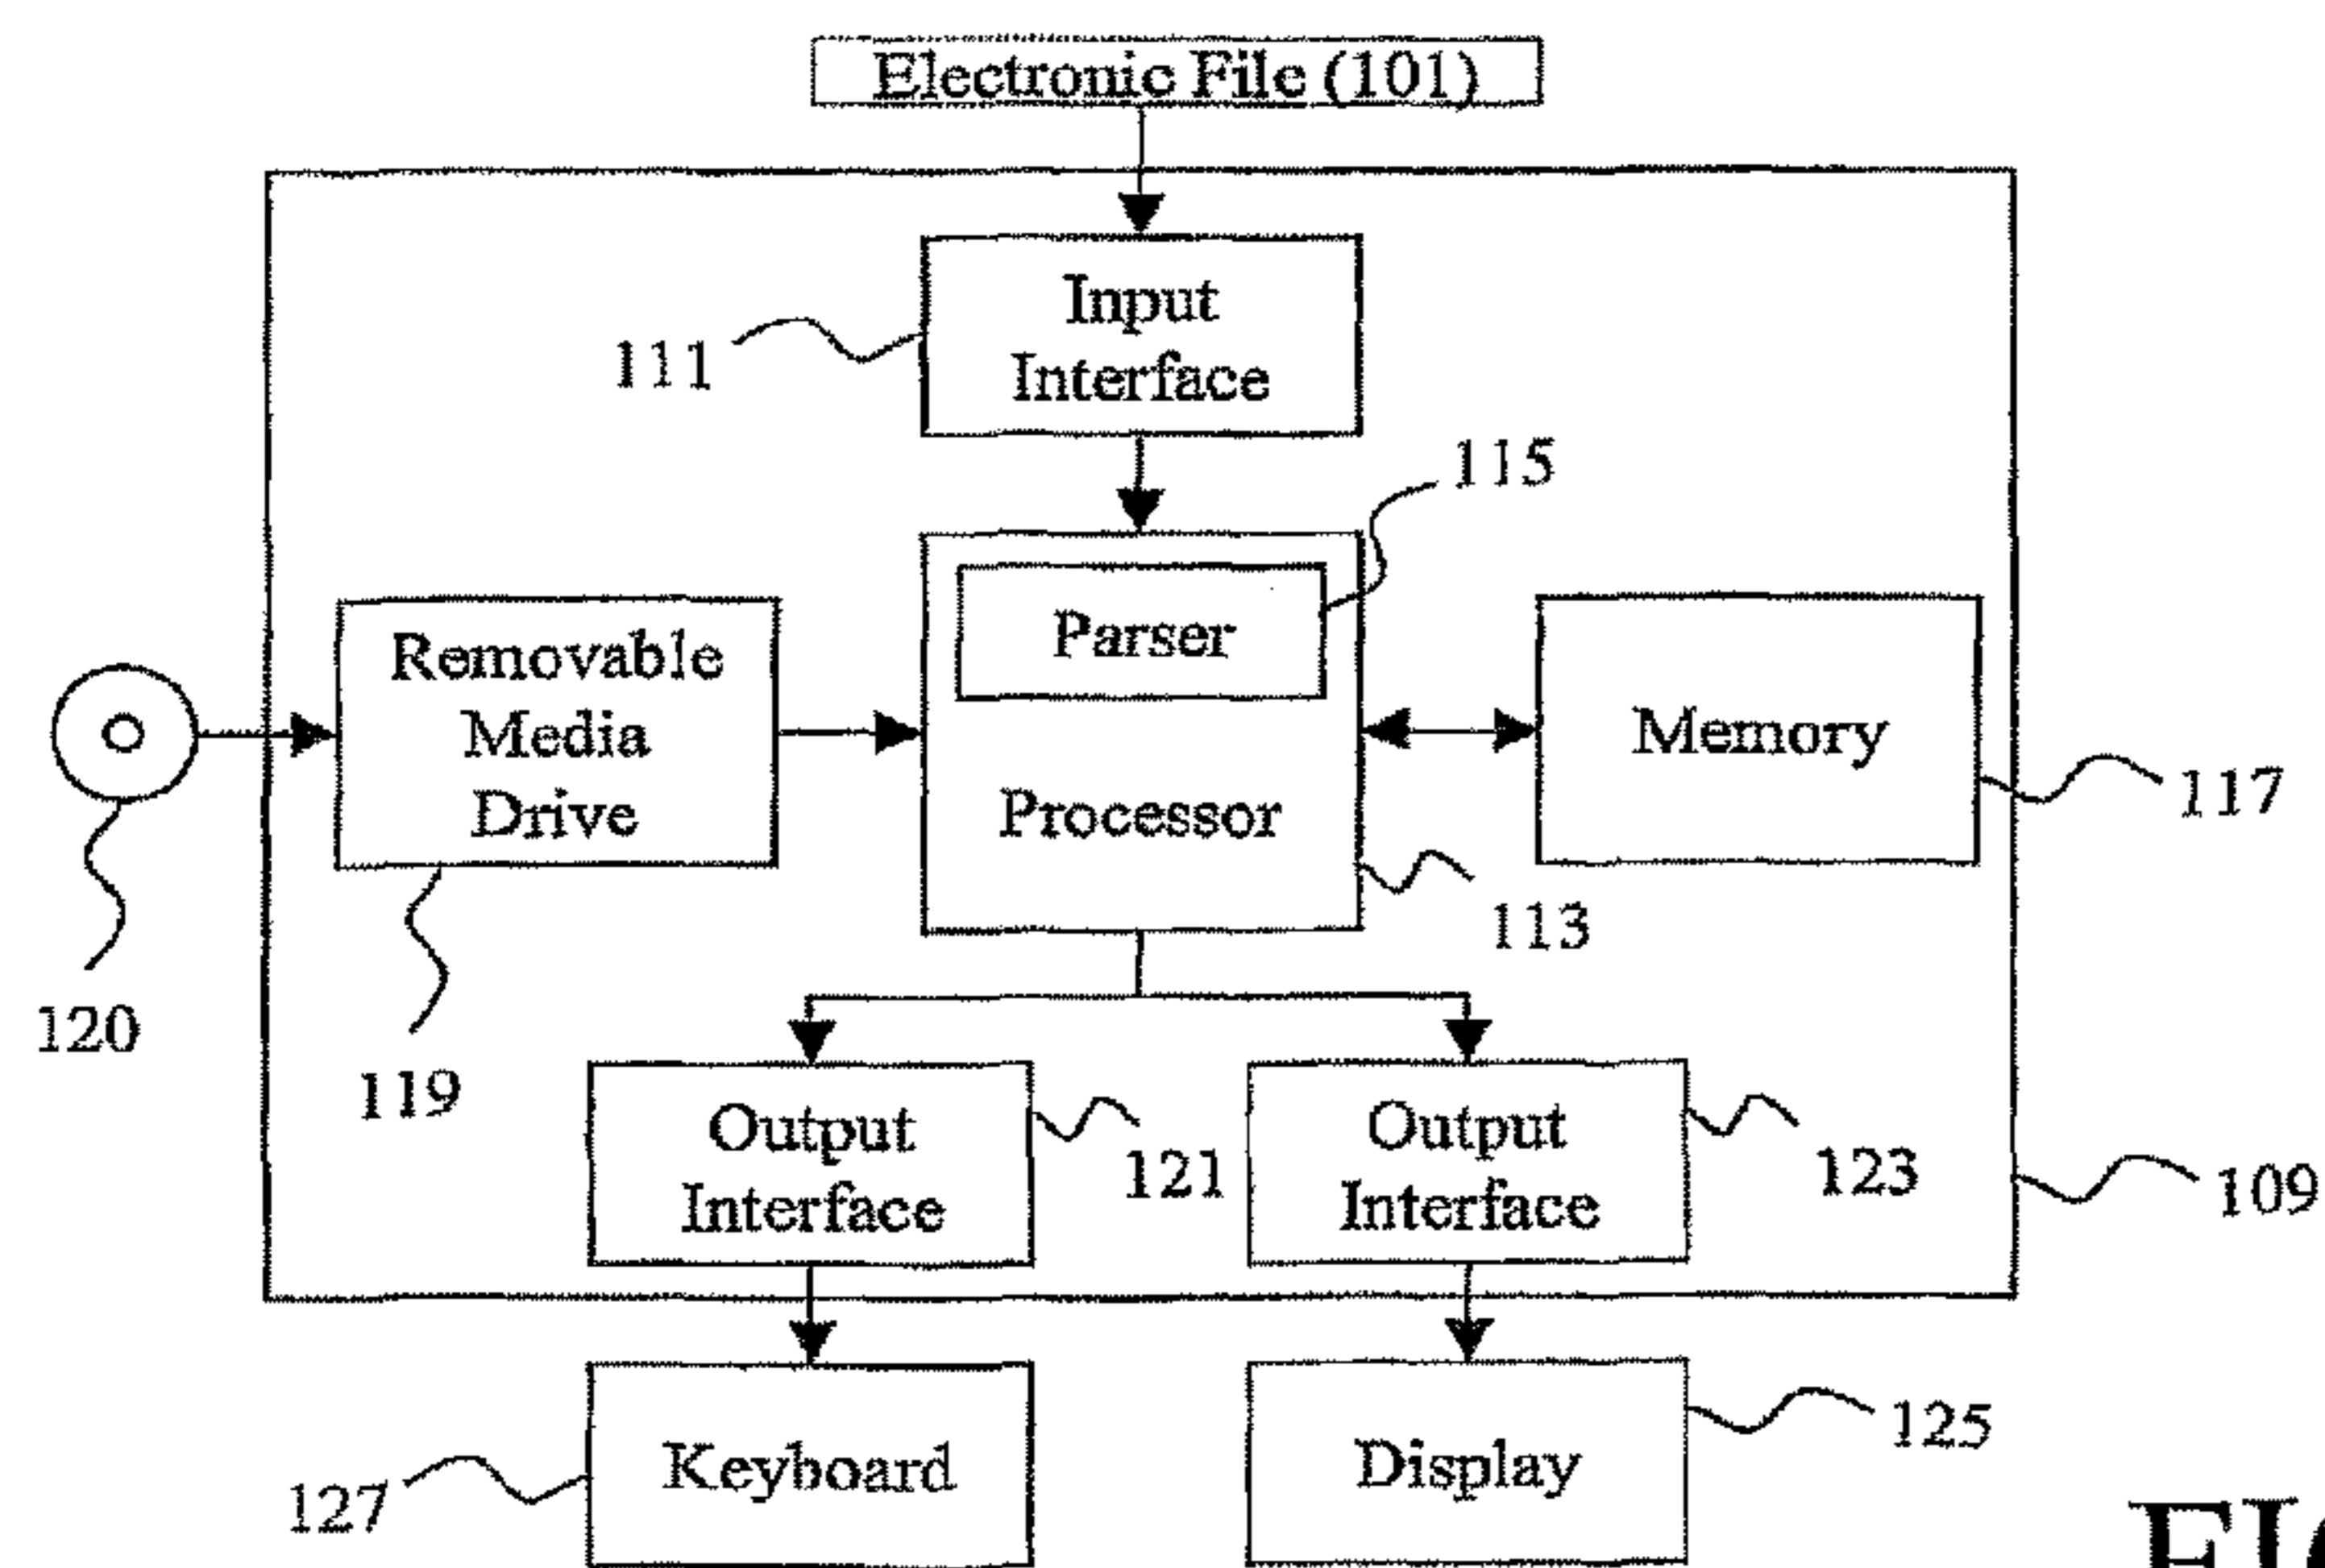 Electronic File (101)
Input
Interface
111
115
Parser
Removable
Media
Drive
Memory
Processor
117
113
120
119
Output
Interface
121
Output
Interface
123
109
Keyboard
127
Display
125